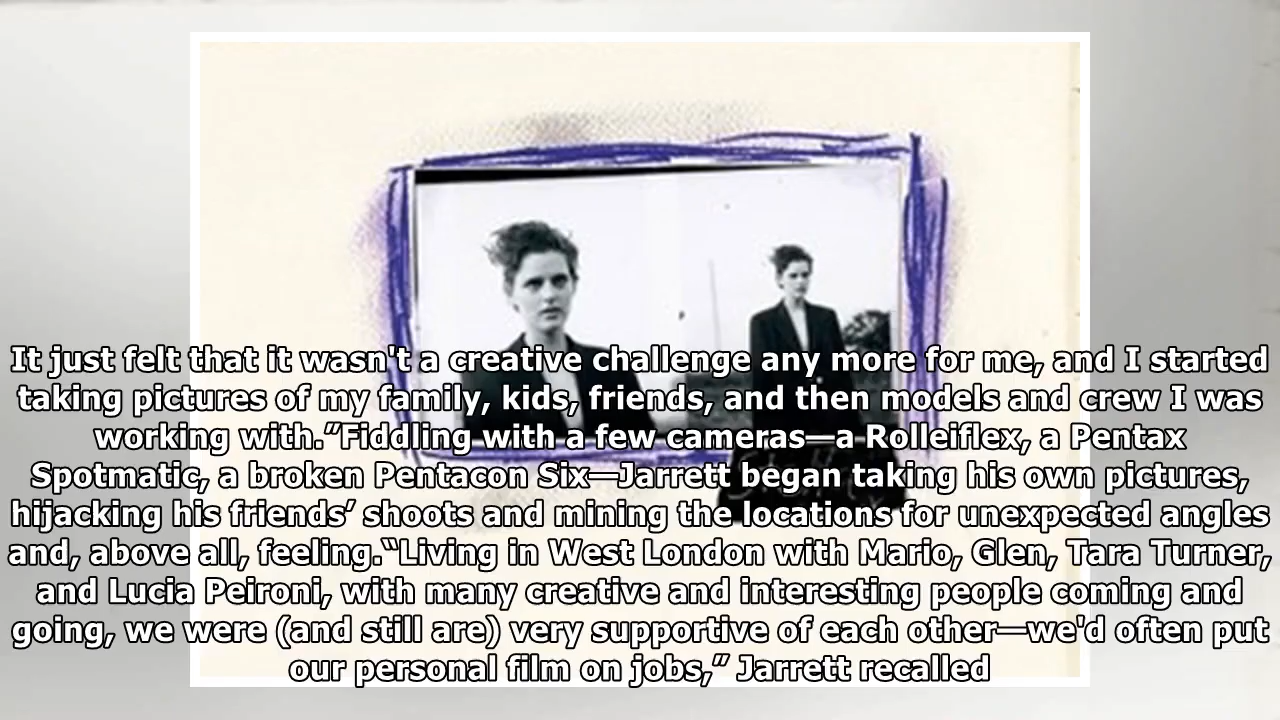 It just felt that it wasn't a creative challenge any more for me, and I started
taking pictures of my family, kids, friends, and then models and crew I was
working with.”Fiddling with a few cameras—a Rolleiflex, a Pentax
Spotmatic, a broken Pentacon Six—Jarrett began taking his own pictures,
hijacking his friends’ shoots and mining the locations for unexpected angles
and, above all, feeling.“Living in West London with Mario, Glen, Tara Turner,
and Lucia Peironi, with many creative and interesting people coming and
going, we were (and still are) very supportive of each other—we'd often put
our personal film on jobs,” Jarrett recalled